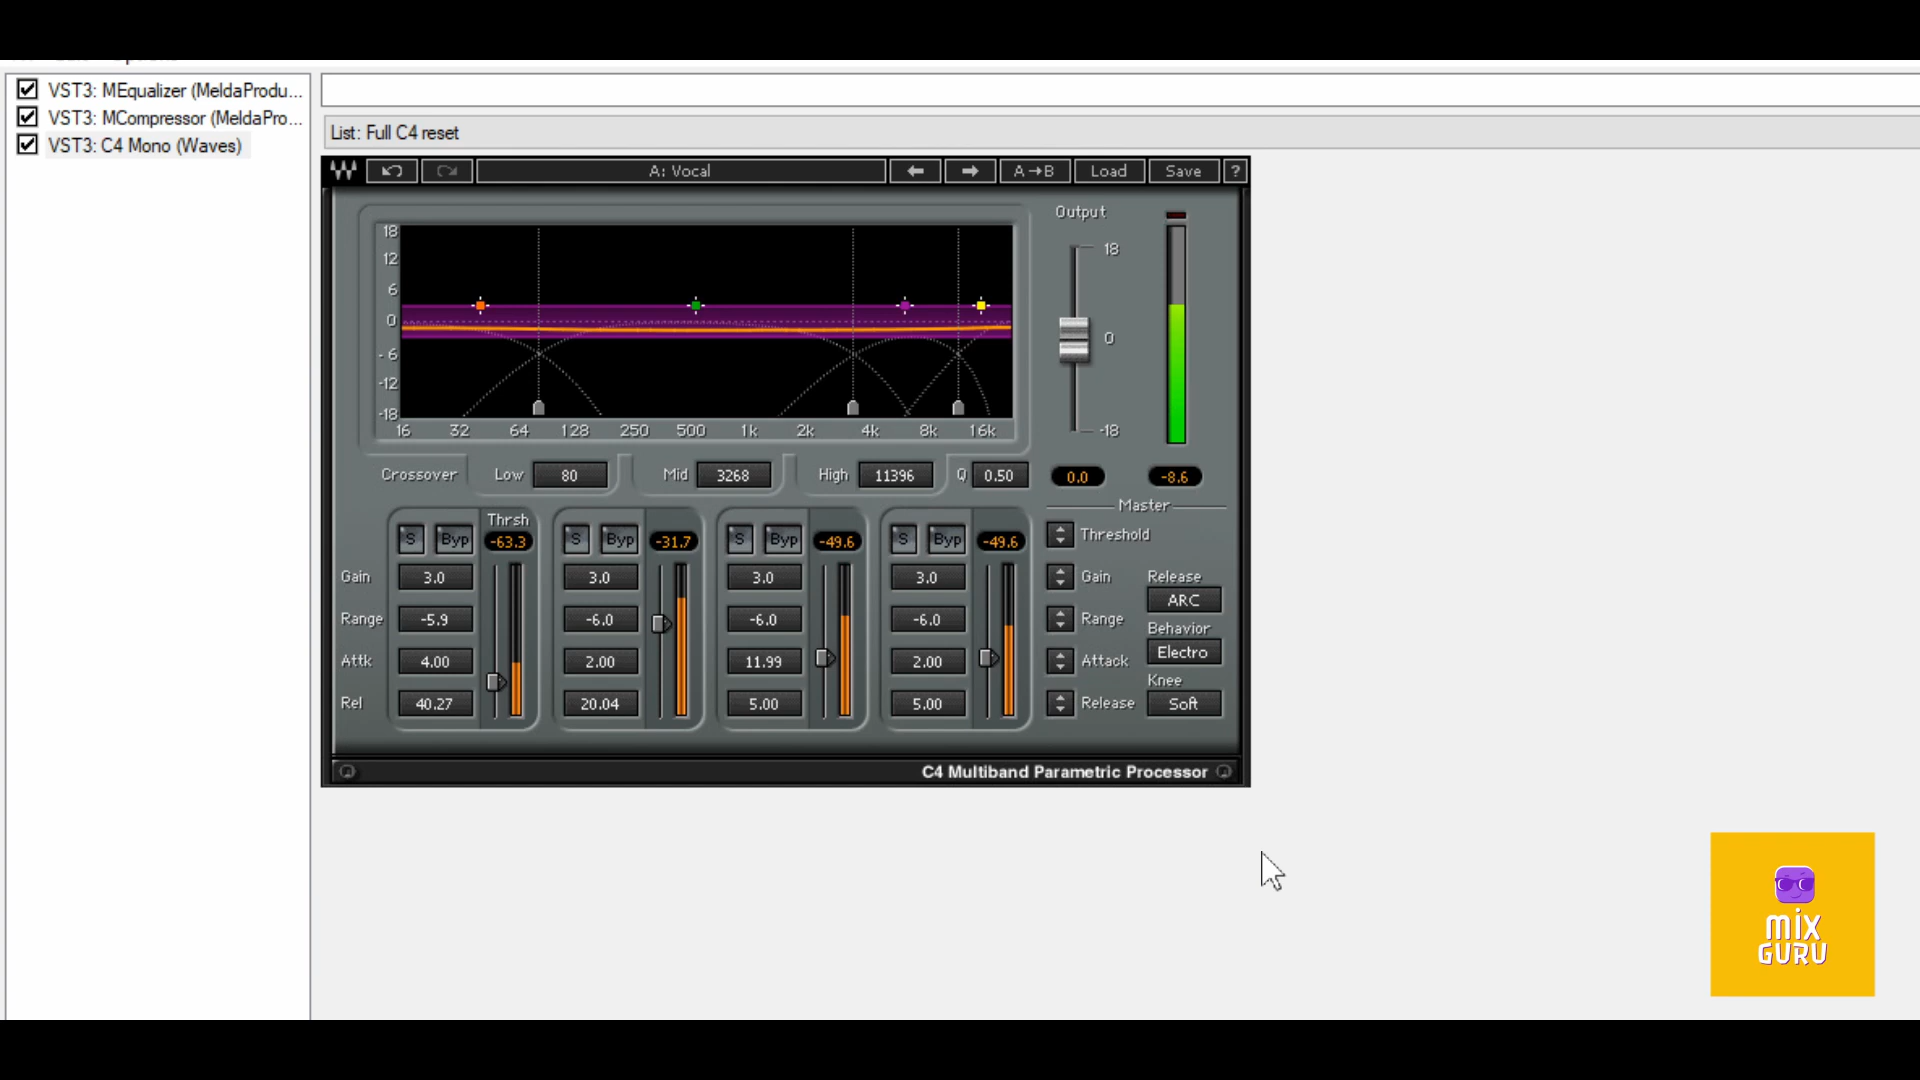 VST3: MEqualizer (MeldaProdu...
VST3: MCompressor (MeldaPro...
VST3: C4 Mono (Waves)
List: Full C4 reset
A: Vocal
A→B
Load
Save
?
Output
18
12
6
0
-6
-12
-18
18
0
-18
16 32 64 128 250 500 1k 2k 4k 8k 16k
Crossover Low 80 Mid 3268 High 11396 Q 0.50 0.0 -8.6
Master
Thrsh
S Byp -63.3 S Byp -31.7 S Byp -49.6 S Byp -49.6 Threshold
Gain 3.0 3.0 3.0 3.0 Gain Release
ARC
Range -5.9 -6.0 -6.0 -6.0 Range Behavior
Electro
Attk 4.00 2.00 11.99 2.00 Attack Knee
Rel 40.27 20.04 5.00 5.00 Release Soft
C4 Multiband Parametric Processor
MIX
GURU